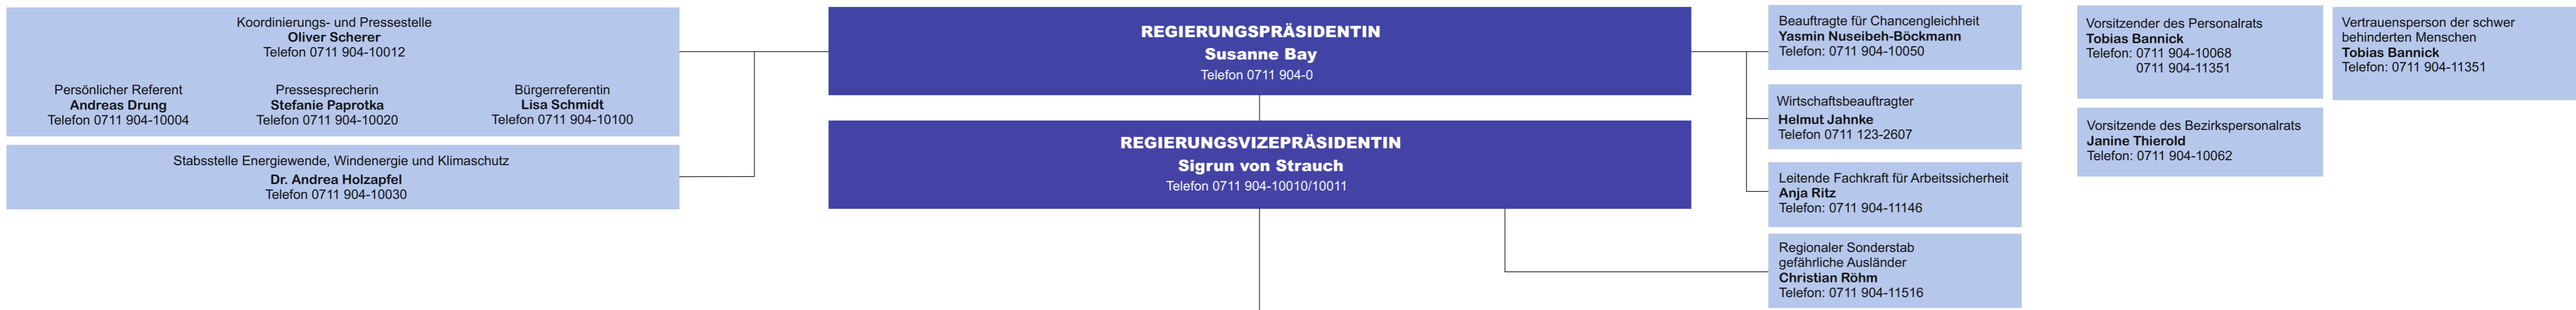 Koordinierungs- und Pressestelle
Oliver Scherer
Telefon 0711 904-10012
Persönlicher Referent
Andreas Drung
Telefon 0711 904-10004
Pressesprecherin
Stefanie Paprotka
Telefon 0711 904-10020
Bürgerreferentin
Lisa Schmidt
Telefon 0711 904-10100
Stabsstelle Energiewende, Windenergie und Klimaschutz
Dr. Andrea Holzapfel
Telefon 0711 904-10030
REGIERUNGSPRÄSIDENTIN
Susanne Bay
Telefon 0711 904-0
REGIERUNGSVIZEPRÄSIDENTIN
Sigrun von Strauch
Telefon 0711 904-10010/10011
Beauftragte für Chancengleichheit
Yasmin Nuseibeh-Böckmann
Telefon: 0711 904-10050
Wirtschaftsbeauftragter
Helmut Jahnke
Telefon 0711 123-2607
Leitende Fachkraft für Arbeitssicherheit
Anja Ritz
Telefon: 0711 904-11146
Regionaler Sonderstab
gefährliche Ausländer
Christian Röhm
Telefon: 0711 904-11516
Vorsitzender des Personalrats
Tobias Bannick
Telefon: 0711 904-10068
0711 904-11351
Vorsitzende des Bezirkspersonalrats
Janine Thierold
Telefon: 0711 904-10062
Vertrauensperson der schwer
behinderten Menschen
Tobias Bannick
Telefon: 0711 904-11351